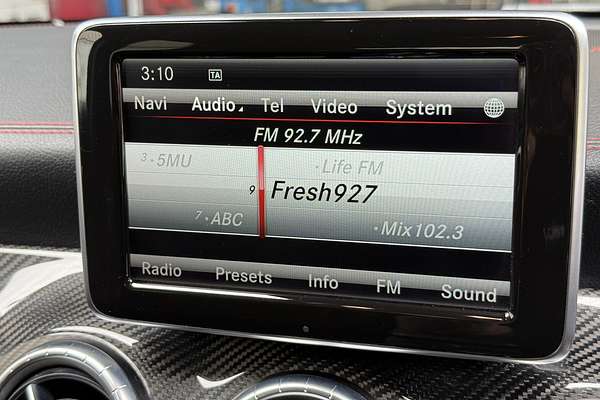 3:10 TA
Navi Audio Tel Video System
FM 92.7 MHz
3 · 5MU · Life FM
9 Fresh927
7 · ABC · Mix102.3
Radio Presets Info FM Sound